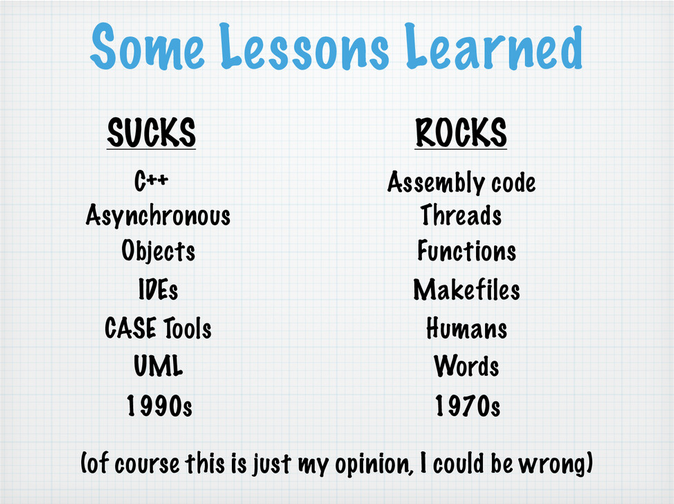 Some Lessons Learned
SUCKS ROCKS
C++ Assembly code
Asynchronous Threads
Objects Functions
IDEs Makefiles
CASE Tools Humans
UML Words
1990s 1970s
(of course this is just my opinion, I could be wrong)